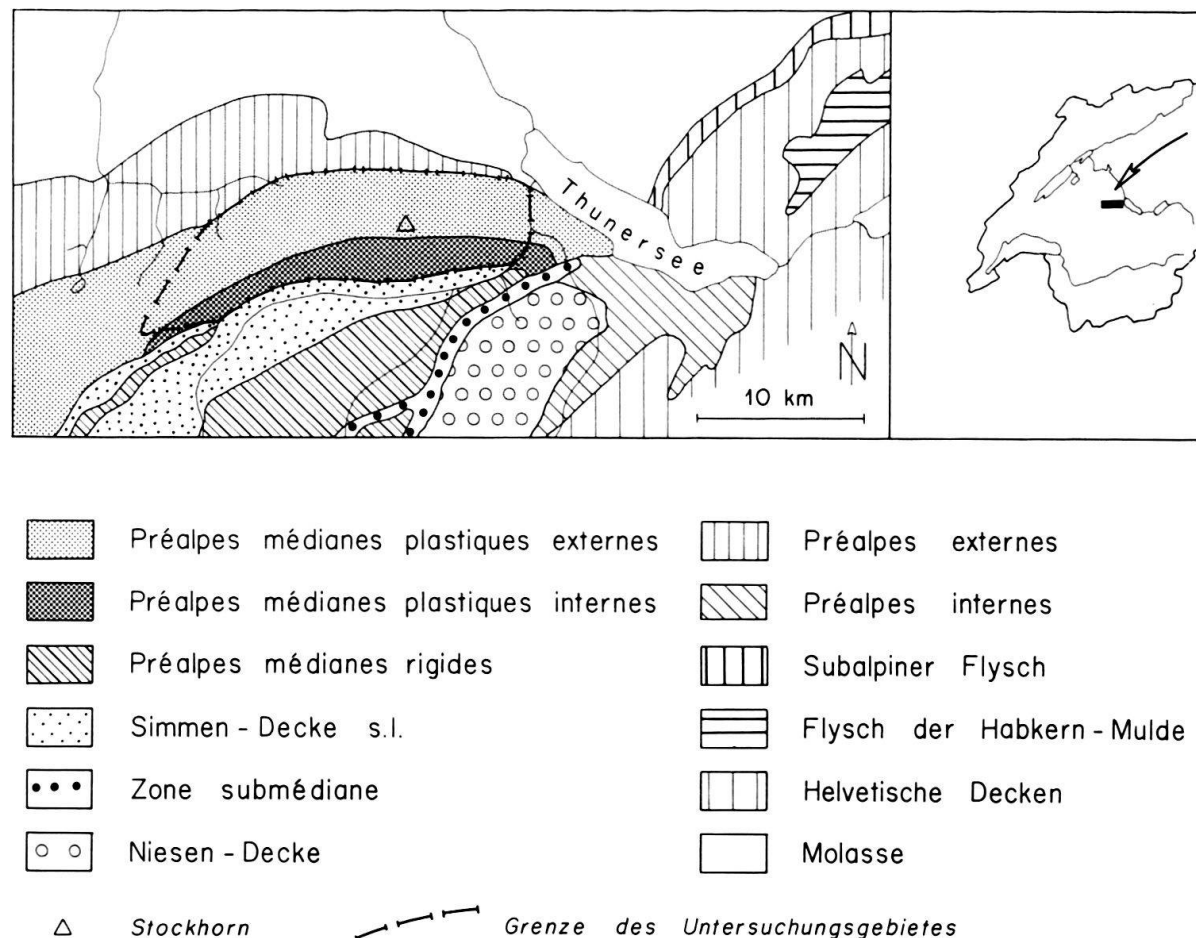 Thunersee
N
10 km
Préalpes médianes plastiques externes
Préalpes médianes plastiques internes
Préalpes médianes rigides
Simmen-Decke s.l.
Zone submédiane
Niesen-Decke
Préalpes externes
Préalpes internes
Subalpiner Flysch
Flysch der Habkern-Mulde
Helvetische Decken
Molasse
Stockhorn
Grenze des Untersuchungsgebietes